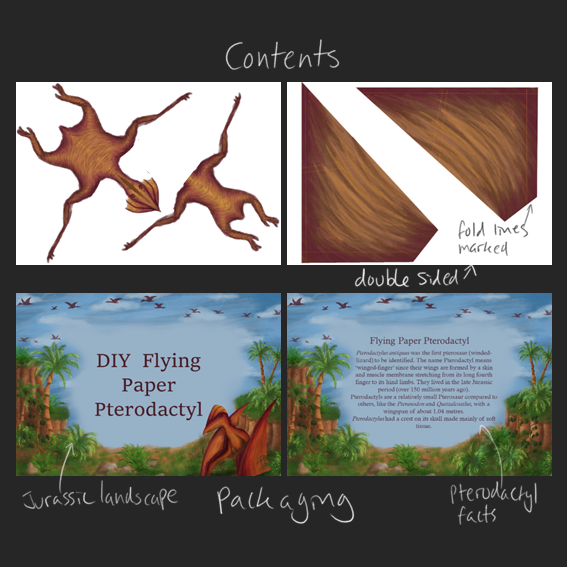 Contents
fold lines
marked
double sided
DIY Flying
Paper
Pterodactyl
Flying Paper Pterodactyl
Pterodactylus antiquus was the first pterosaur (winged-
lizard) to be identified. The name Pterodactyl means
'winged-finger' since their wings are formed by a skin
and muscle membrane stretching from its long fourth
finger to its hind limbs. They lived in the late Jurassic
period (over 150 million years ago).
Pterodactyls are a relatively small Pterosaur compared to
others, like the Pteranodon and Quetzalcoatlus, with a
wingspan of about 1.04 metres.
Pterodactylus had a crest on its skull made mainly of soft
tissue.
Jurassic landscape
Packaging
Pterodactyl
facts